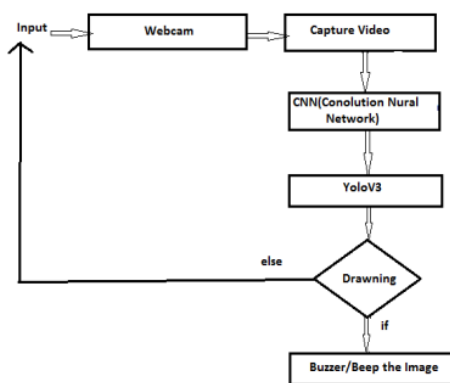 Input
Webcam
Capture Video
CNN(Conolution Nural
Network)
YoloV3
Drawning
else
if
Buzzer/Beep the Image